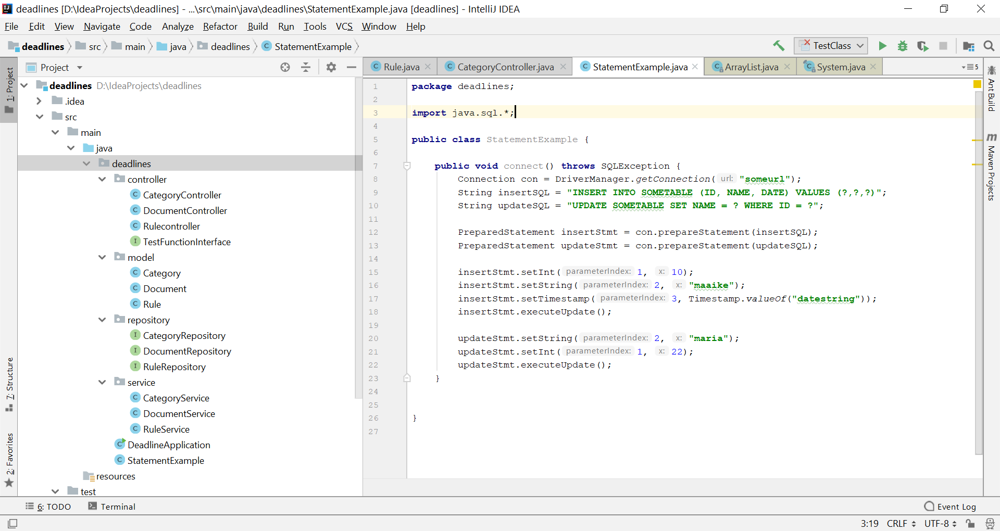 deadlines [D:\IdeaProjects\deadlines] - ...\src\main\java\deadlines\StatementExample.java [deadlines] - IntelliJ IDEA
File Edit View Navigate Code Analyze Refactor Build Run Tools VCS Window Help
deadlines src main java deadlines StatementExample TestClass
Project
Rule.java CategoryController.java StatementExample.java ArrayList.java System.java 5
1: Project
7: Structure
2: Favorites
deadlines D:\IdeaProjects\deadlines
.idea
src
main
java
deadlines
controller
CategoryController
DocumentController
Rulecontroller
TestFunctionInterface
model
Category
Document
Rule
repository
CategoryRepository
DocumentRepository
RuleRepository
service
CategoryService
DocumentService
RuleService
DeadlineApplication
StatementExample
resources
test
1 package deadlines;
2
3 import java.sql.*;
4
5 public class StatementExample {
6
7 public void connect() throws SQLException {
8 Connection con = DriverManager.getConnection( url: "someurl");
9 String insertSQL = "INSERT INTO SOMETABLE (ID, NAME, DATE) VALUES (?,?,?)";
10 String updateSQL = "UPDATE SOMETABLE SET NAME = ? WHERE ID = ?";
11
12 PreparedStatement insertStmt = con.prepareStatement(insertSQL);
13 PreparedStatement updateStmt = con.prepareStatement(updateSQL);
14
15 insertStmt.setInt( parameterIndex: 1, x: 10);
16 insertStmt.setString( parameterIndex: 2, x: "maaike");
17 insertStmt.setTimestamp( parameterIndex: 3, Timestamp.valueOf("datestring"));
18 insertStmt.executeUpdate();
19
20 updateStmt.setString( parameterIndex: 2, x: "maria");
21 updateStmt.setInt( parameterIndex: 1, x: 22);
22 updateStmt.executeUpdate();
23 }
24
25
26 }
27
Ant Build
m Maven Projects
6: TODO Terminal Event Log
3:19 CRLF UTF-8